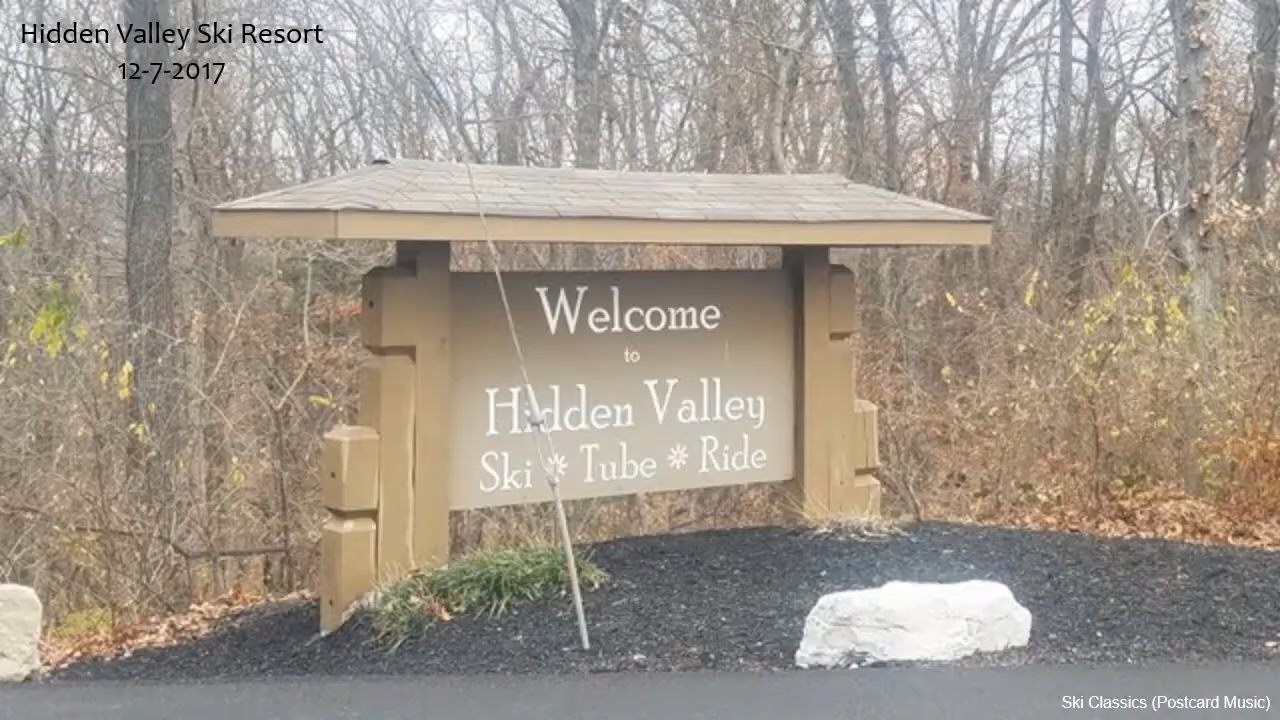 Hidden Valley Ski Resort
12-7-2017
Welcome
to
Hidden Valley
Ski * Tube * Ride
Ski Classics (Postcard Music)